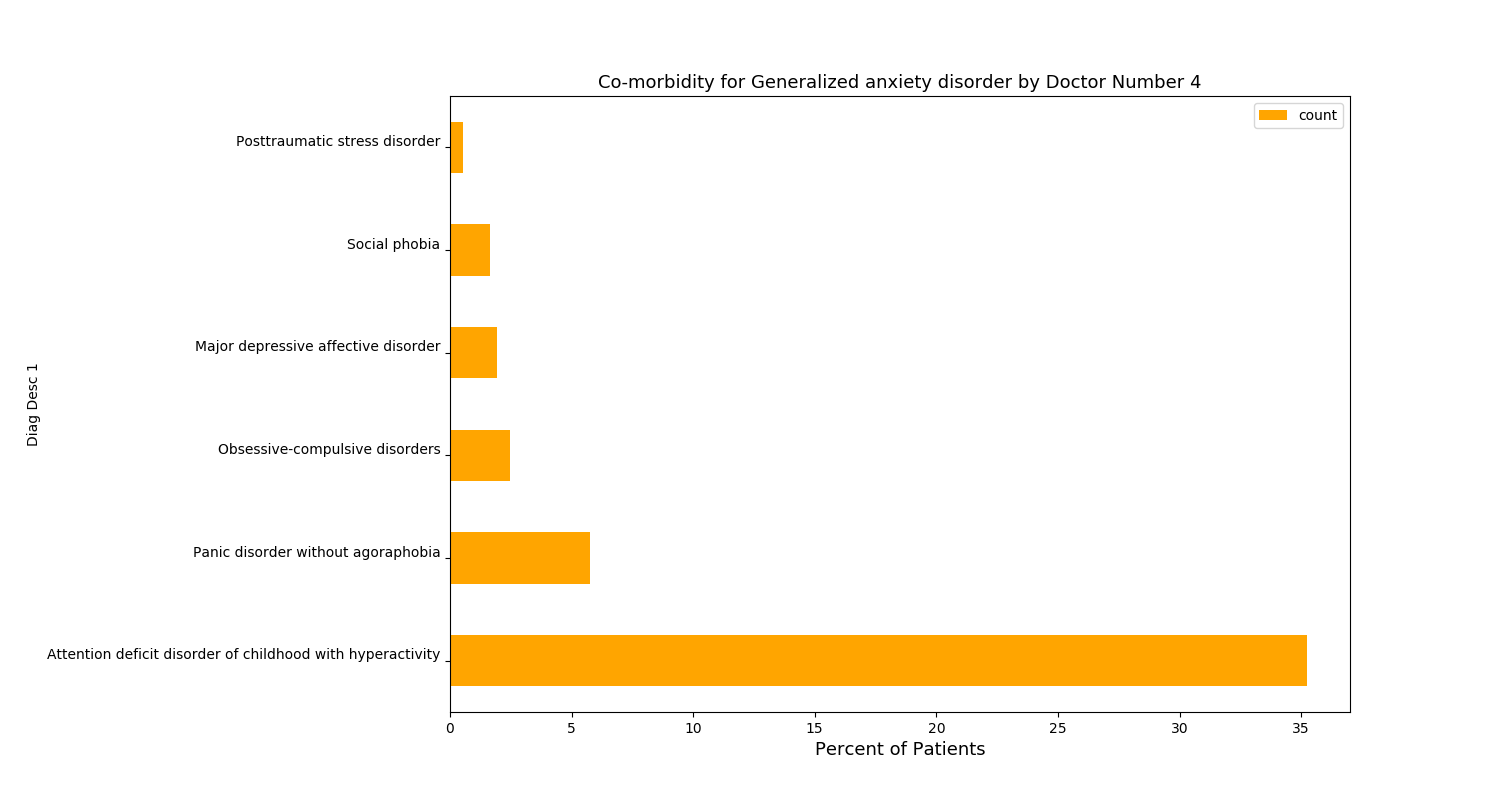 Co-morbidity for Generalized anxiety disorder by Doctor Number 4
count
Posttraumatic stress disorder
Social phobia
Major depressive affective disorder
Obsessive-compulsive disorders
Panic disorder without agoraphobia
Attention deficit disorder of childhood with hyperactivity
Diag Desc 1
0 5 10 15 20 25 30 35
Percent of Patients